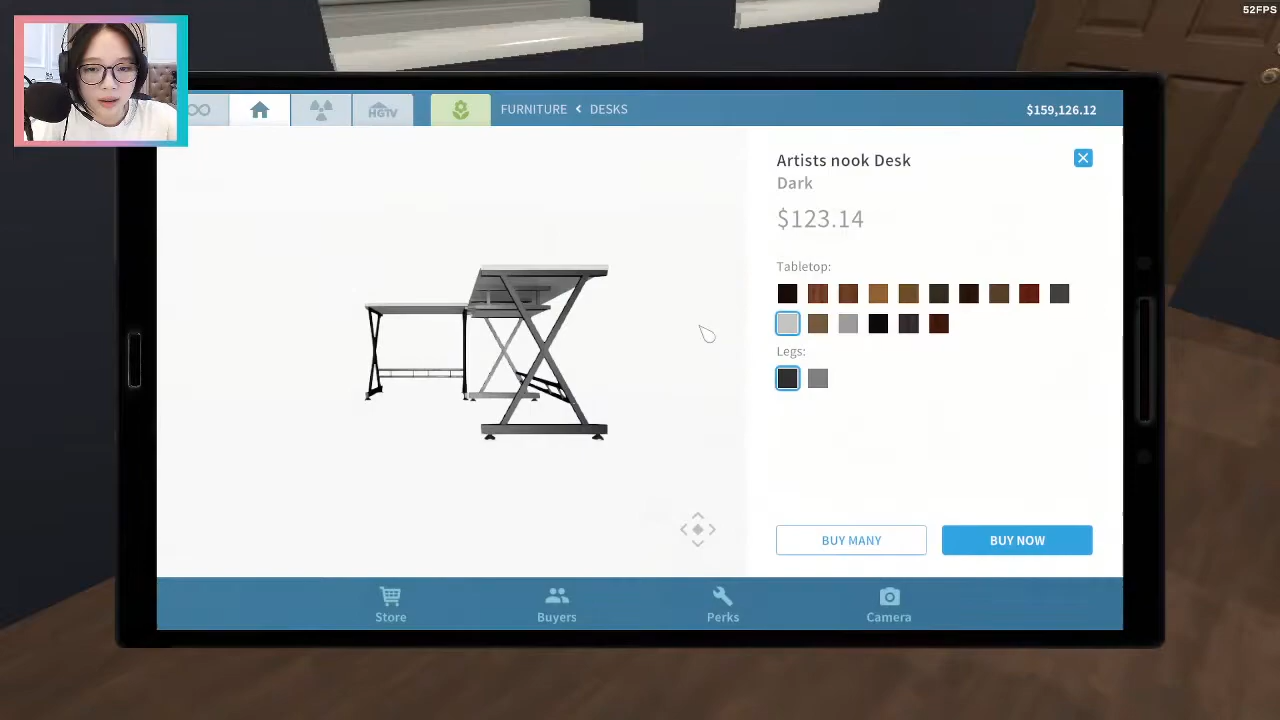 52FPS
HGTV
FURNITURE < DESKS
$159,126.12
Artists nook Desk
Dark
$123.14
Tabletop:
Legs:
BUY MANY
BUY NOW
Store
Buyers
Perks
Camera